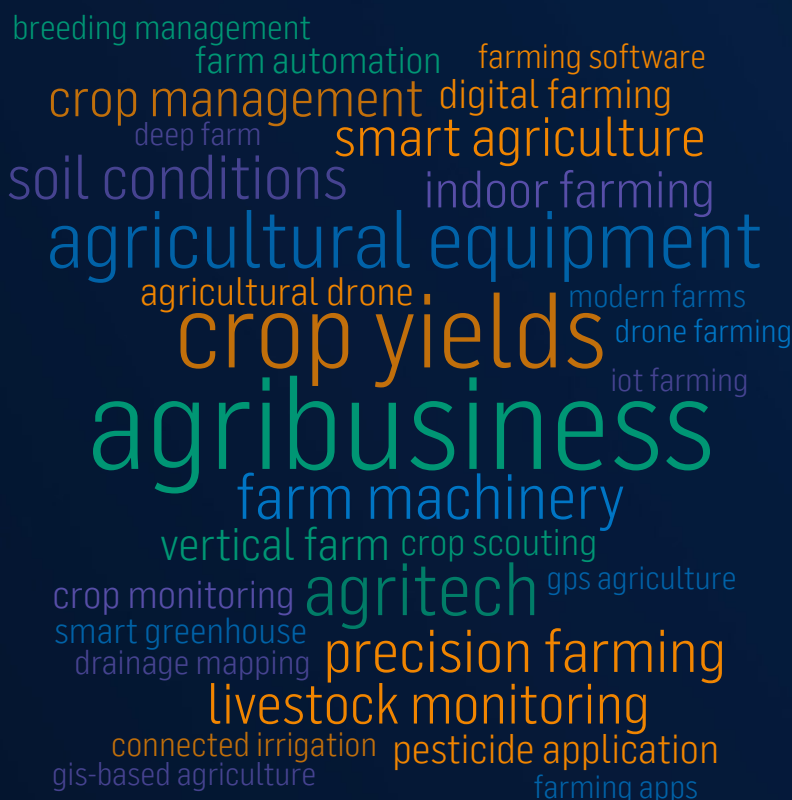 breeding management
farm automation
farming software
crop management
digital farming
deep farm
smart agriculture
soil conditions
indoor farming
agricultural equipment
agricultural drone
modern farms
crop yields
drone farming
iot farming
agribusiness
farm machinery
vertical farm
crop scouting
agritech
gps agriculture
crop monitoring
smart greenhouse
precision farming
drainage mapping
livestock monitoring
connected irrigation
pesticide application
gis-based agriculture
farming apps